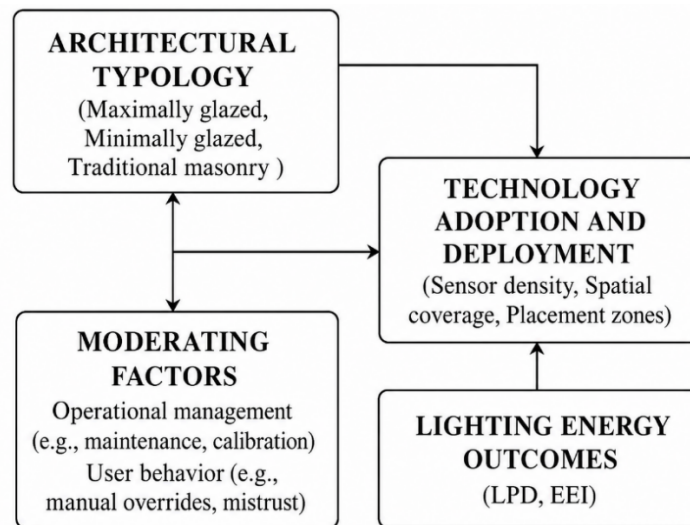 ARCHITECTURAL
TYPOLOGY
(Maximally glazed,
Minimally glazed,
Traditional masonry )
TECHNOLOGY
ADOPTION AND
DEPLOYMENT
(Sensor density, Spatial
coverage, Placement zones)
MODERATING
FACTORS
Operational management
(e.g., maintenance, calibration)
User behavior (e.g.,
manual overrides, mistrust)
LIGHTING ENERGY
OUTCOMES
(LPD, EEI)